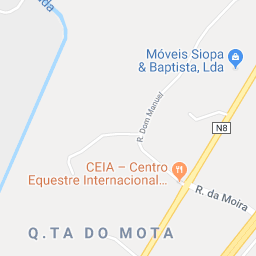 Móveis Siopa
& Baptista, Lda
R. Dom Manuel
N8
CEIA – Centro
Equestre Internacional...
R. da Moira
Q.TA DO MOTA